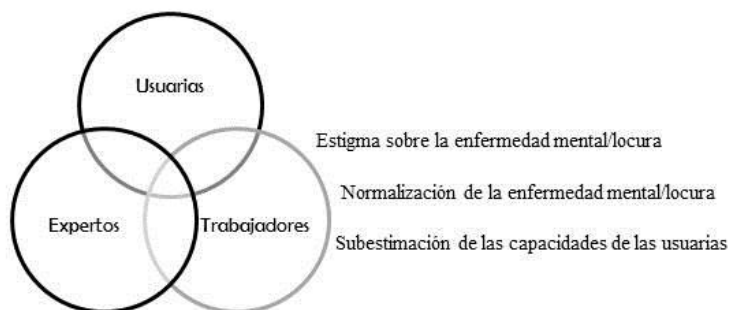 Usuarias
Estigma sobre la enfermedad mental/locura
Normalización de la enfermedad mental/locura
Expertos
Trabajadores
Subestimación de las capacidades de las usuarias